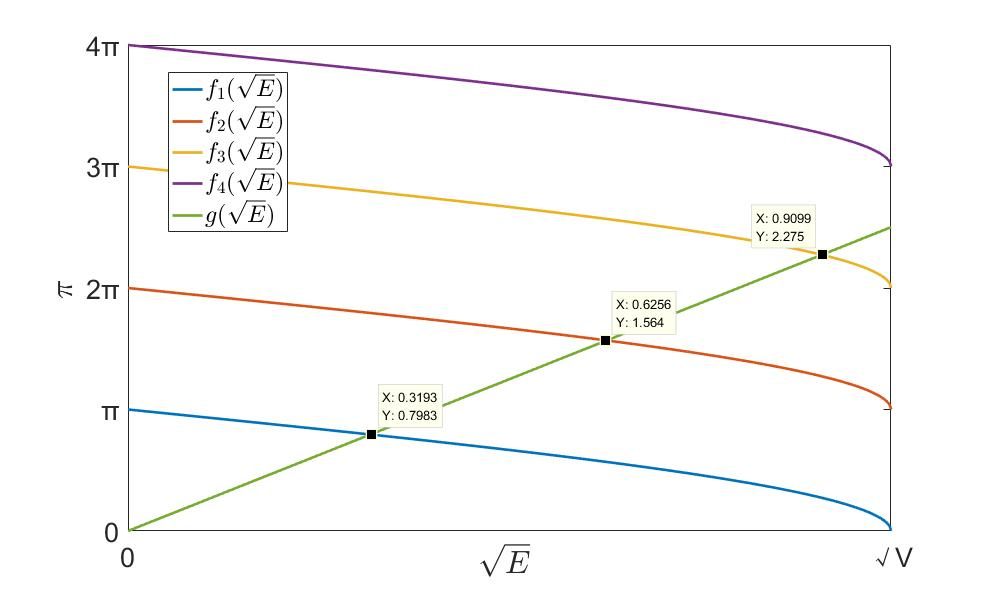 4π
3π
2π
π
0
π
f₁(√E)
f₂(√E)
f₃(√E)
f₄(√E)
g(√E)
X: 0.9099
Y: 2.275
X: 0.6256
Y: 1.564
X: 0.3193
Y: 0.7983
0
√E
√V